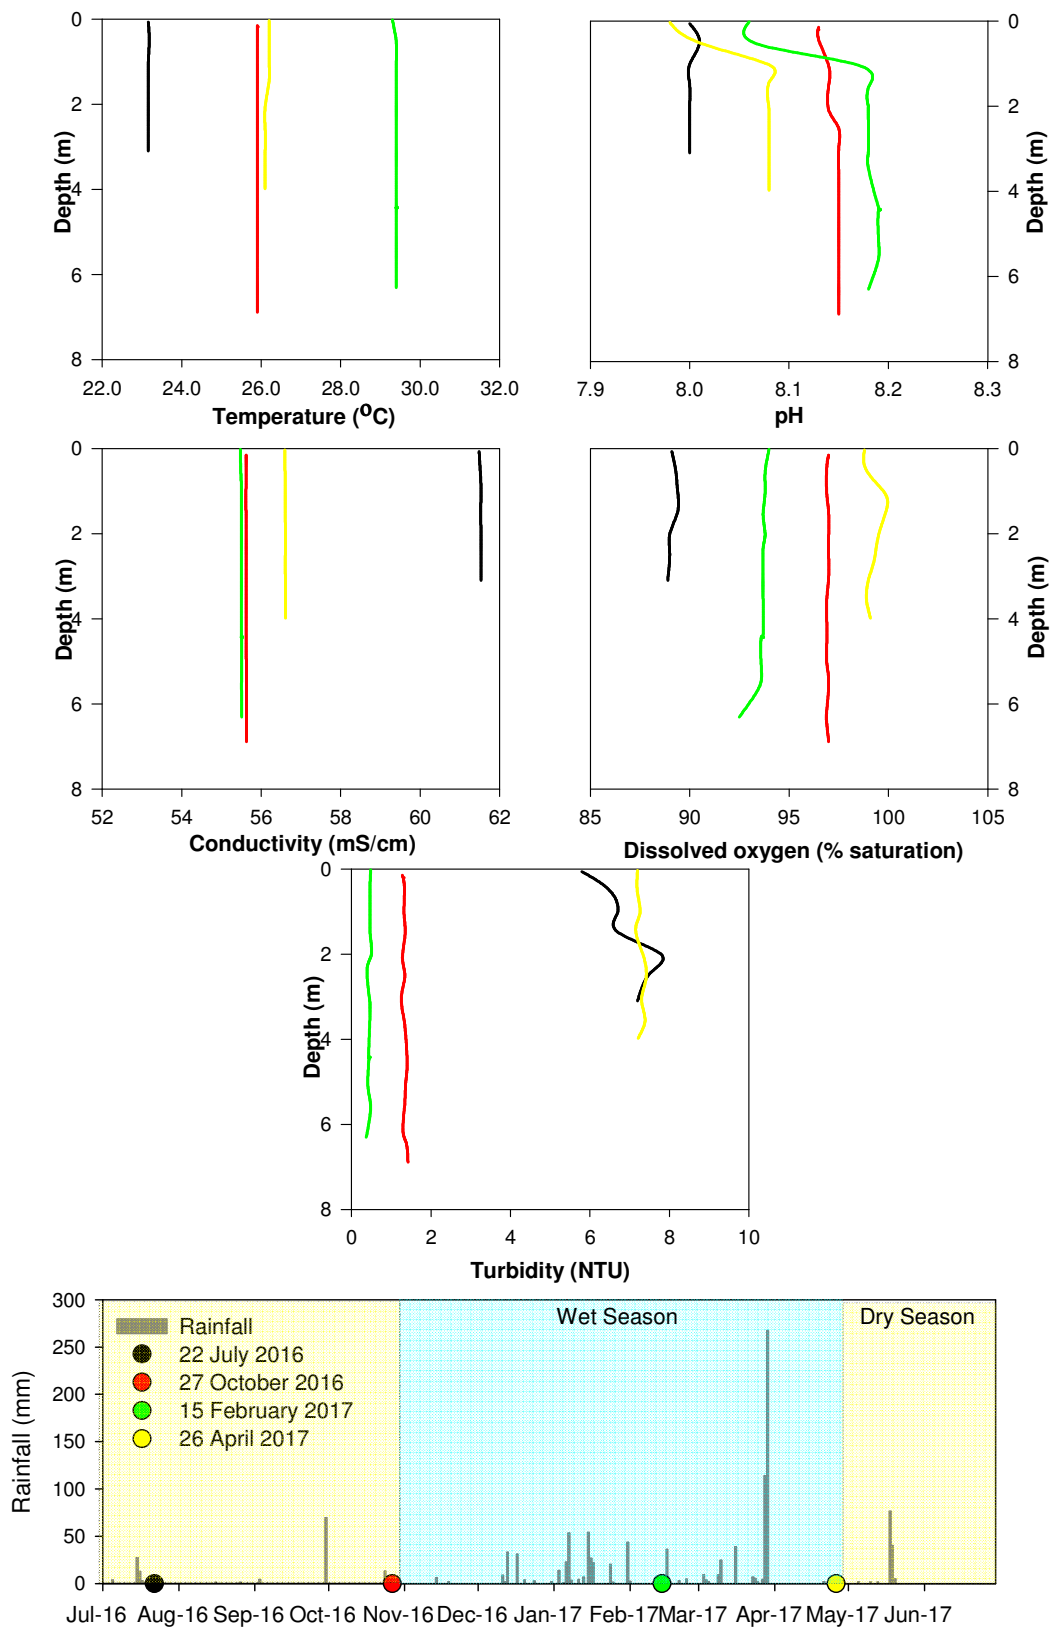 0
2
4
6
8
Depth (m)
22.0 24.0 26.0 28.0 30.0 32.0
Temperature (°C)
0
2
4
6
8
Depth (m)
7.9 8.0 8.1 8.2 8.3
pH
0
2
4
6
8
Depth (m)
52 54 56 58 60 62
Conductivity (mS/cm)
0
2
4
6
8
Depth (m)
85 90 95 100 105
Dissolved oxygen (% saturation)
0
2
4
6
8
Depth (m)
0 2 4 6 8 10
Turbidity (NTU)
300
250
200
150
100
50
0
Rainfall (mm)
Wet Season
Dry Season
Rainfall
22 July 2016
27 October 2016
15 February 2017
26 April 2017
Jul-16 Aug-16 Sep-16 Oct-16 Nov-16 Dec-16 Jan-17 Feb-17 Mar-17 Apr-17 May-17 Jun-17